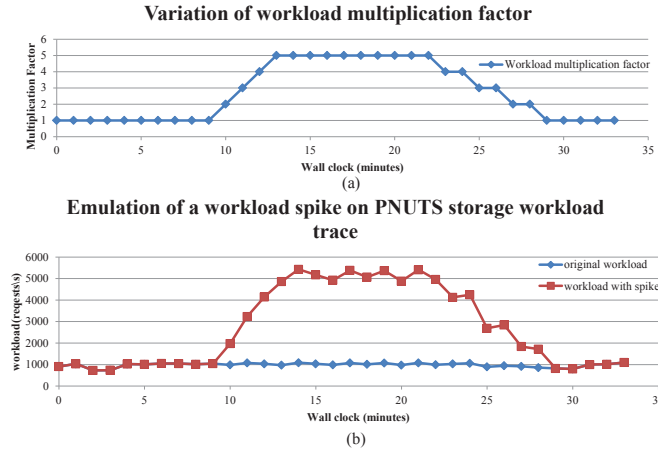 Variation of workload multiplication factor
6
5
4
3
2
1
0
Multiplication Factor
Workload multiplication factor
0 5 10 15 20 25 30 35
Wall clock (minutes)
(a)
Emulation of a workload spike on PNUTS storage workload
trace
6000
5000
4000
3000
2000
1000
0
workload(reqests\s)
original workload
workload with spike
0 5 10 15 20 25 30 35
Wall clock (minutes)
(b)